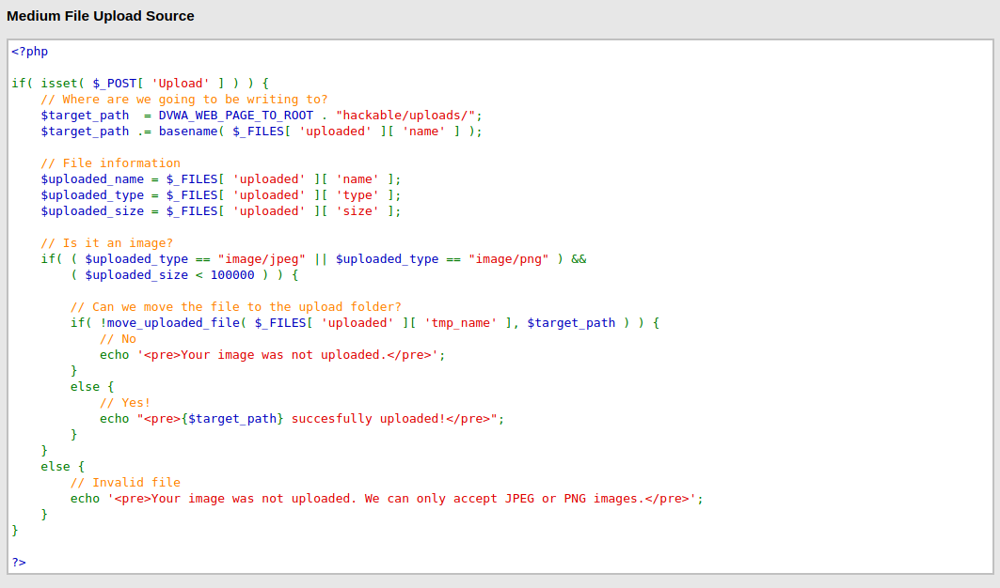 Medium File Upload Source
<?php
if( isset( $_POST[ 'Upload' ] ) ) {
    // Where are we going to be writing to?
    $target_path  = DVWA_WEB_PAGE_TO_ROOT . "hackable/uploads/";
    $target_path .= basename( $_FILES[ 'uploaded' ][ 'name' ] );
    // File information
    $uploaded_name = $_FILES[ 'uploaded' ][ 'name' ];
    $uploaded_type = $_FILES[ 'uploaded' ][ 'type' ];
    $uploaded_size = $_FILES[ 'uploaded' ][ 'size' ];
    // Is it an image?
    if( ( $uploaded_type == "image/jpeg" || $uploaded_type == "image/png" ) &&
        ( $uploaded_size < 100000 ) ) {
        // Can we move the file to the upload folder?
        if( !move_uploaded_file( $_FILES[ 'uploaded' ][ 'tmp_name' ], $target_path ) ) {
            // No
            echo '<pre>Your image was not uploaded.</pre>';
        }
        else {
            // Yes!
            echo "<pre>{$target_path} succesfully uploaded!</pre>";
        }
    }
    else {
        // Invalid file
        echo '<pre>Your image was not uploaded. We can only accept JPEG or PNG images.</pre>';
    }
}
?>